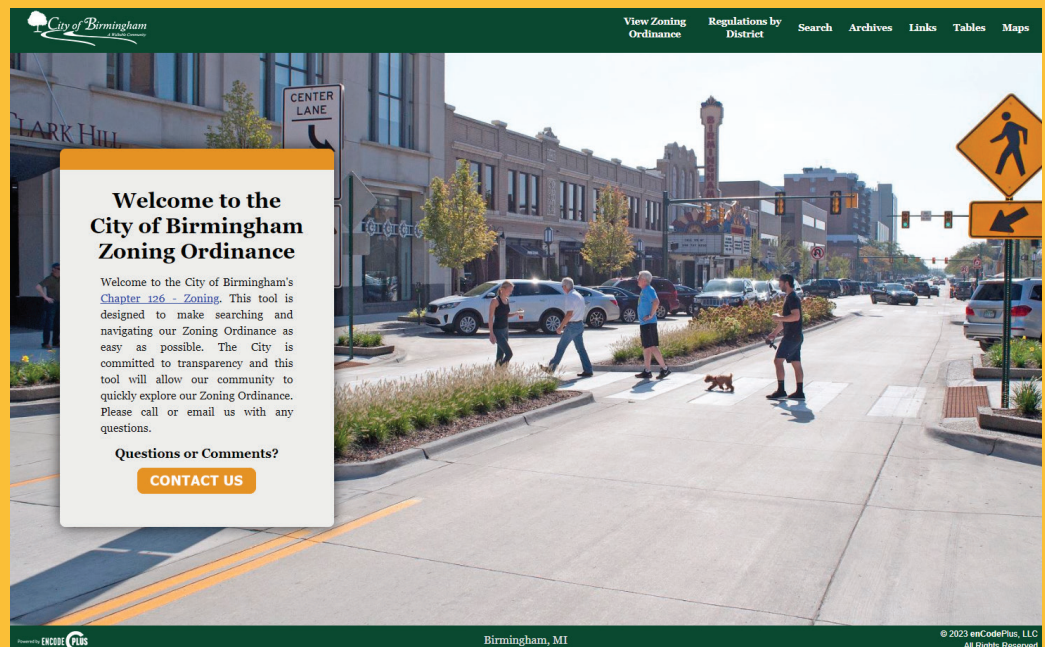 City of Birmingham
A Walkable Community
View Zoning
Ordinance
Regulations by
District
Search
Archives
Links
Tables
Maps
CLARK HILL
CENTER
LANE
BIRMINGHAM
Welcome to the
City of Birmingham
Zoning Ordinance
Welcome to the City of Birmingham's
Chapter 126 - Zoning. This tool is
designed to make searching and
navigating our Zoning Ordinance as
easy as possible. The City is
committed to transparency and this
tool will allow our community to
quickly explore our Zoning Ordinance.
Please call or email us with any
questions.
Questions or Comments?
CONTACT US
Powered by ENCODE PLUS
Birmingham, MI
© 2023 enCodePlus, LLC
All Rights Reserved